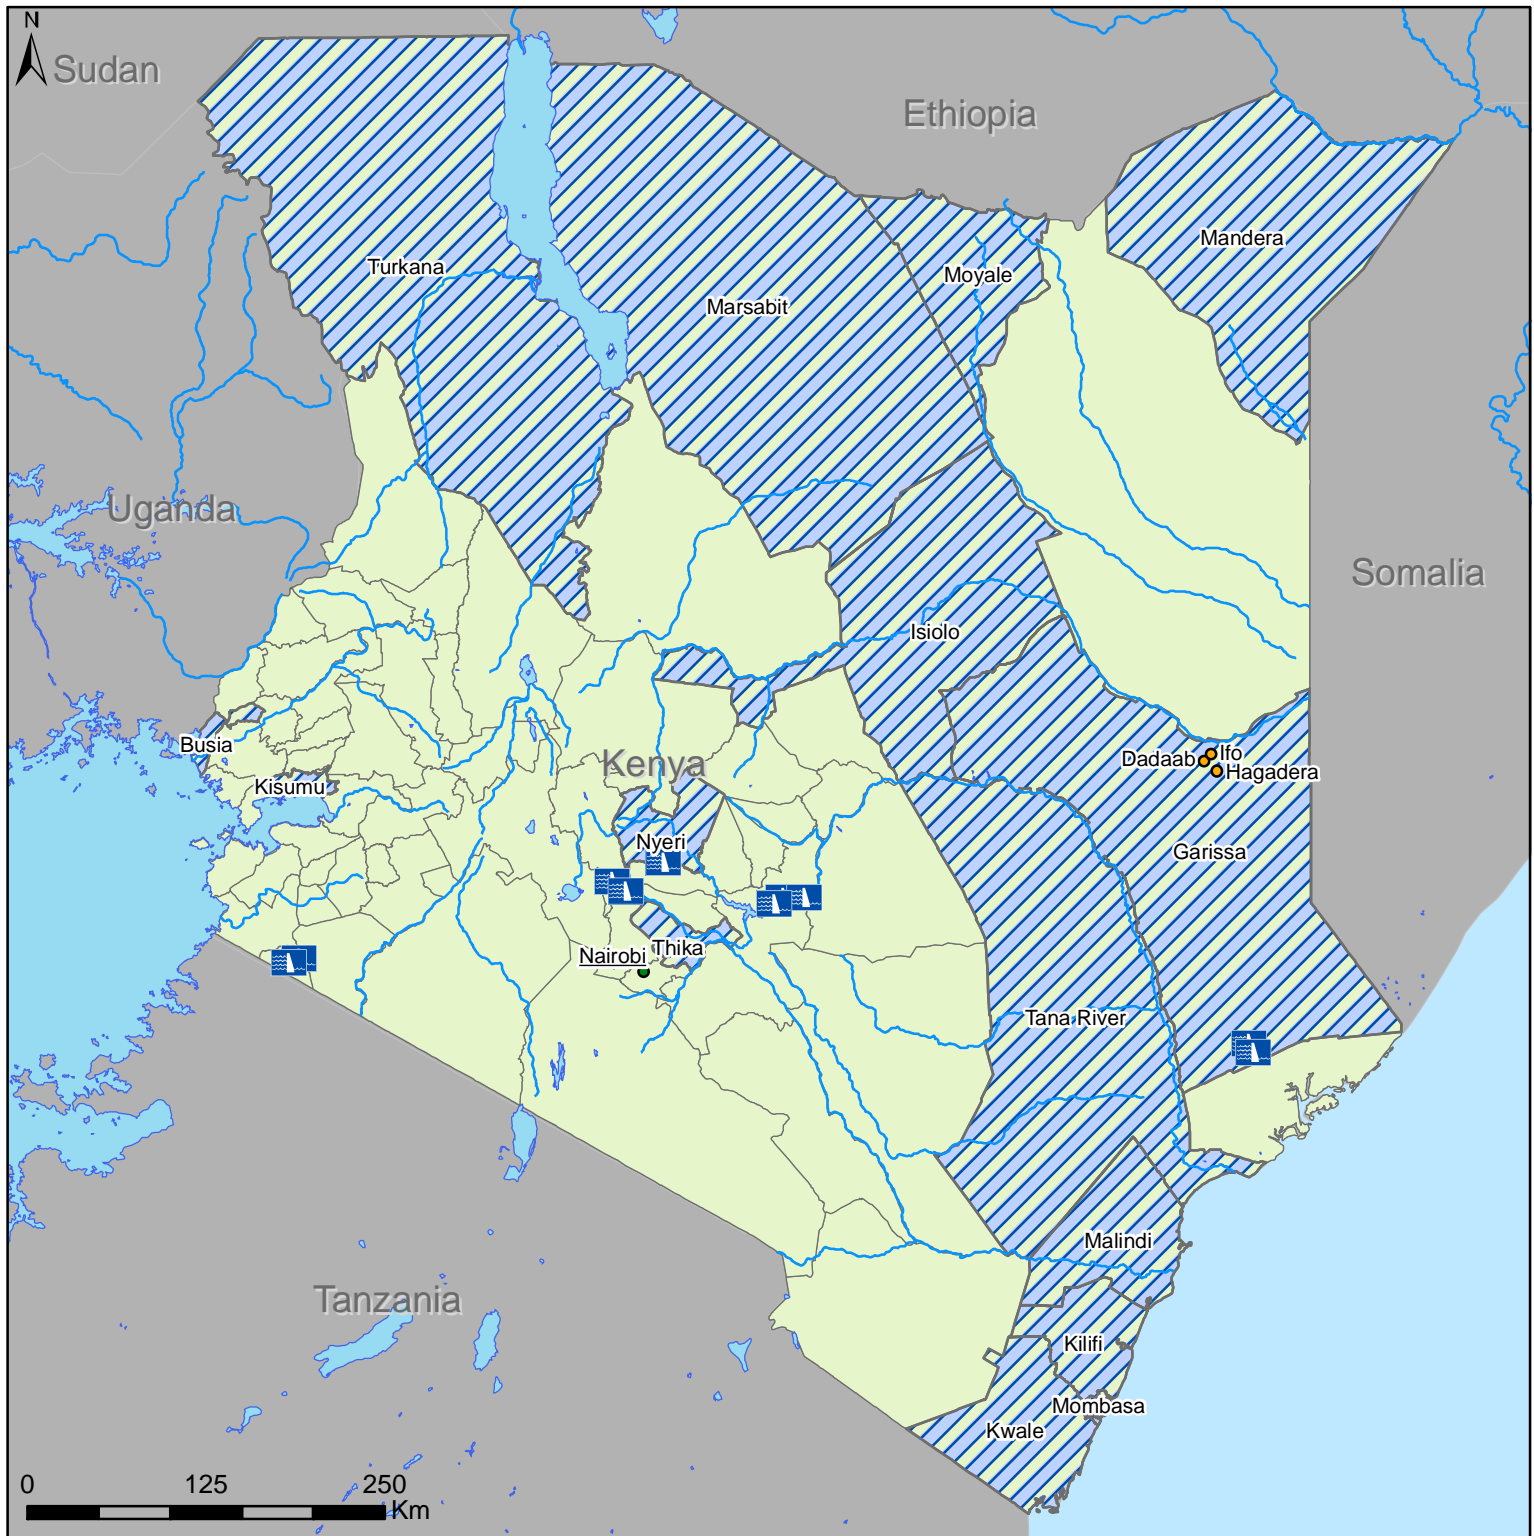 N
Sudan
Ethiopia
Mandera
Turkana
Moyale
Marsabit
Uganda
Somalia
Isiolo
Busia
Kenya
Ifo
Dadaab
Hagadera
Kisumu
Nyeri
Garissa
Thika
Nairobi
Tana River
Malindi
Tanzania
Kilifi
Mombasa
Kwale
0 125 250
Km